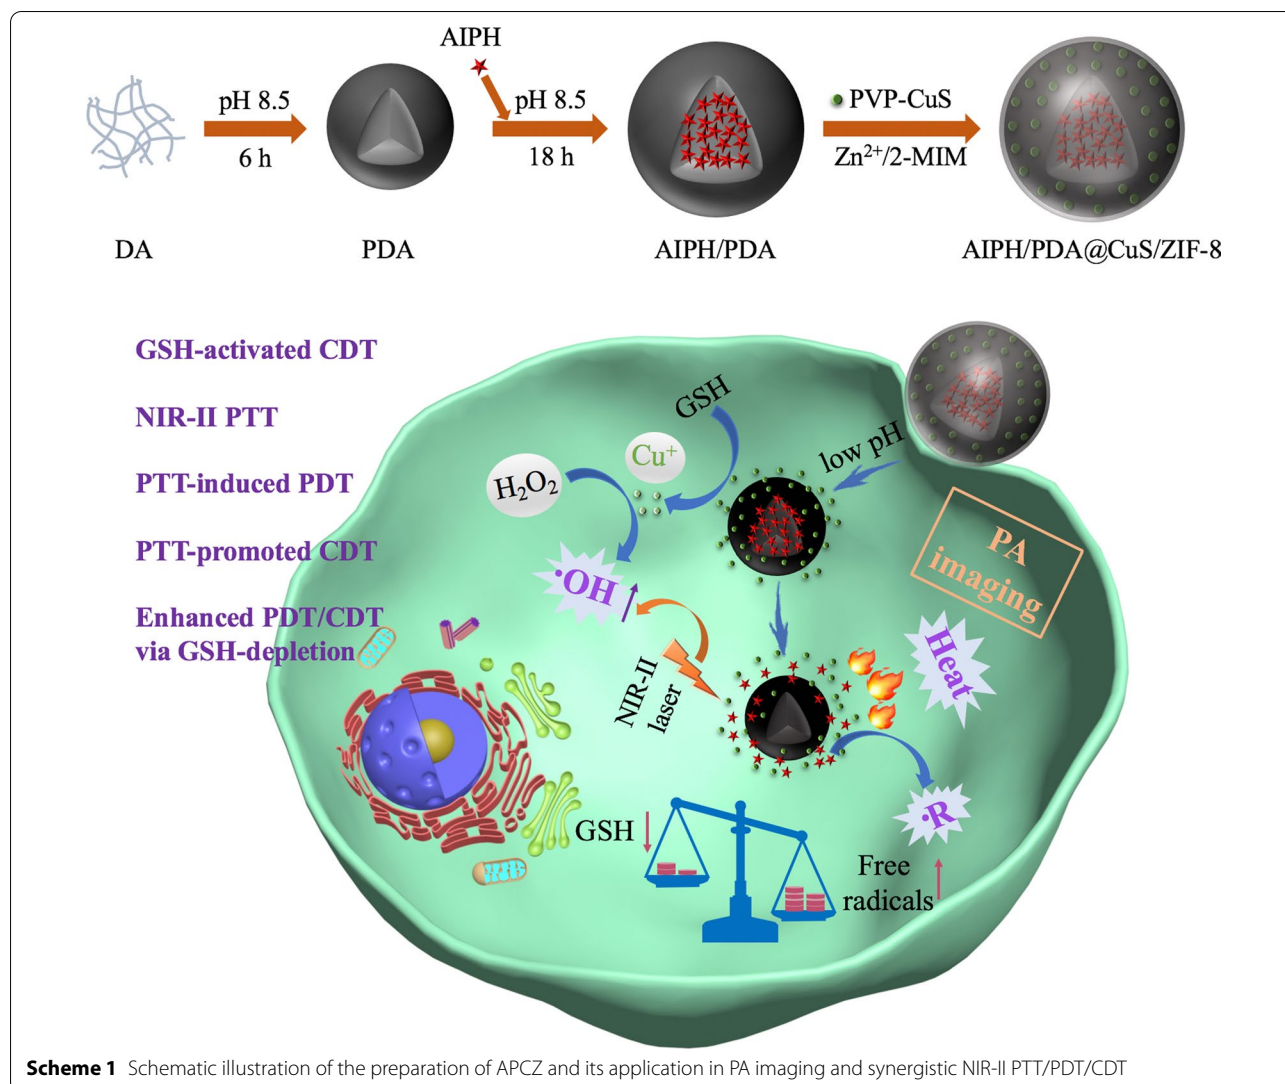 AIPH
pH 8.5
6 h
pH 8.5
18 h
PVP-CuS
Zn²⁺/2-MIM
DA
PDA
AIPH/PDA
AIPH/PDA@CuS/ZIF-8
GSH-activated CDT
NIR-II PTT
PTT-induced PDT
PTT-promoted CDT
Enhanced PDT/CDT
via GSH-depletion
GSH
Cu⁺
H₂O₂
low pH
PA
imaging
·OH
Heat
NIR-II
laser
·R
GSH
Free
radicals
Scheme 1 Schematic illustration of the preparation of APCZ and its application in PA imaging and synergistic NIR-II PTT/PDT/CDT